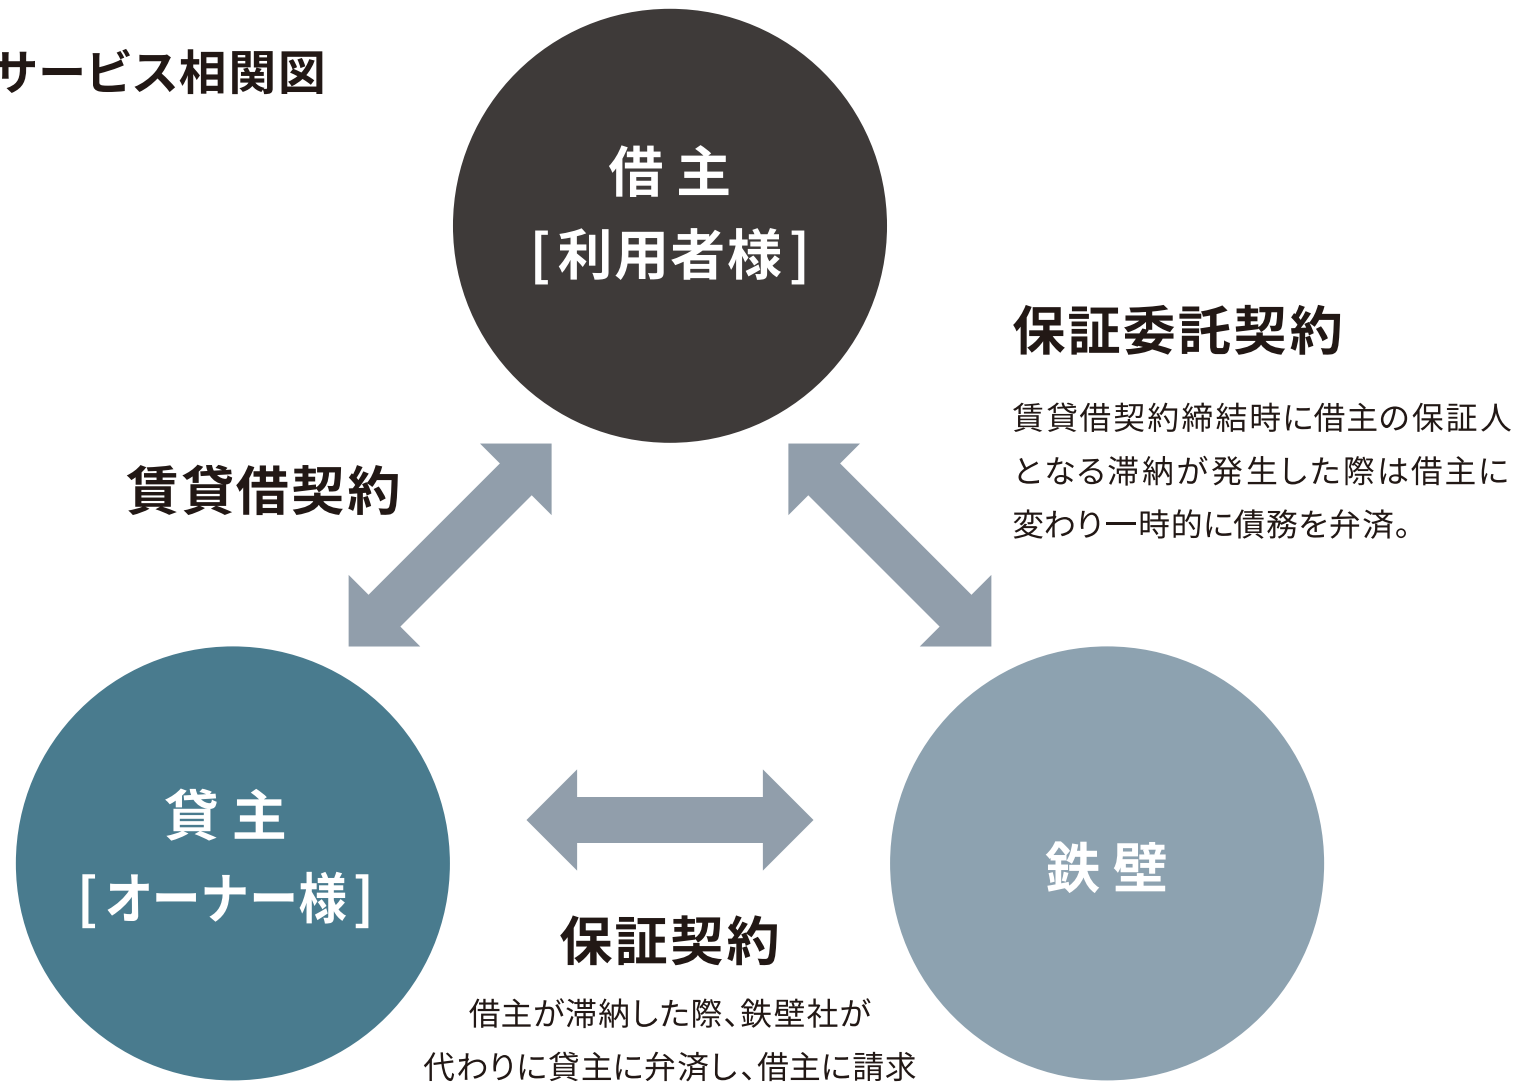 サービス相関図
借主
[利用者様]
保証委託契約
賃貸借契約締結時に借主の保証人
となる滞納が発生した際は借主に
変わり一時的に債務を弁済。
賃貸借契約
貸主
[オーナー様]
鉄壁
保証契約
借主が滞納した際、鉄壁社が
代わりに貸主に弁済し、借主に請求